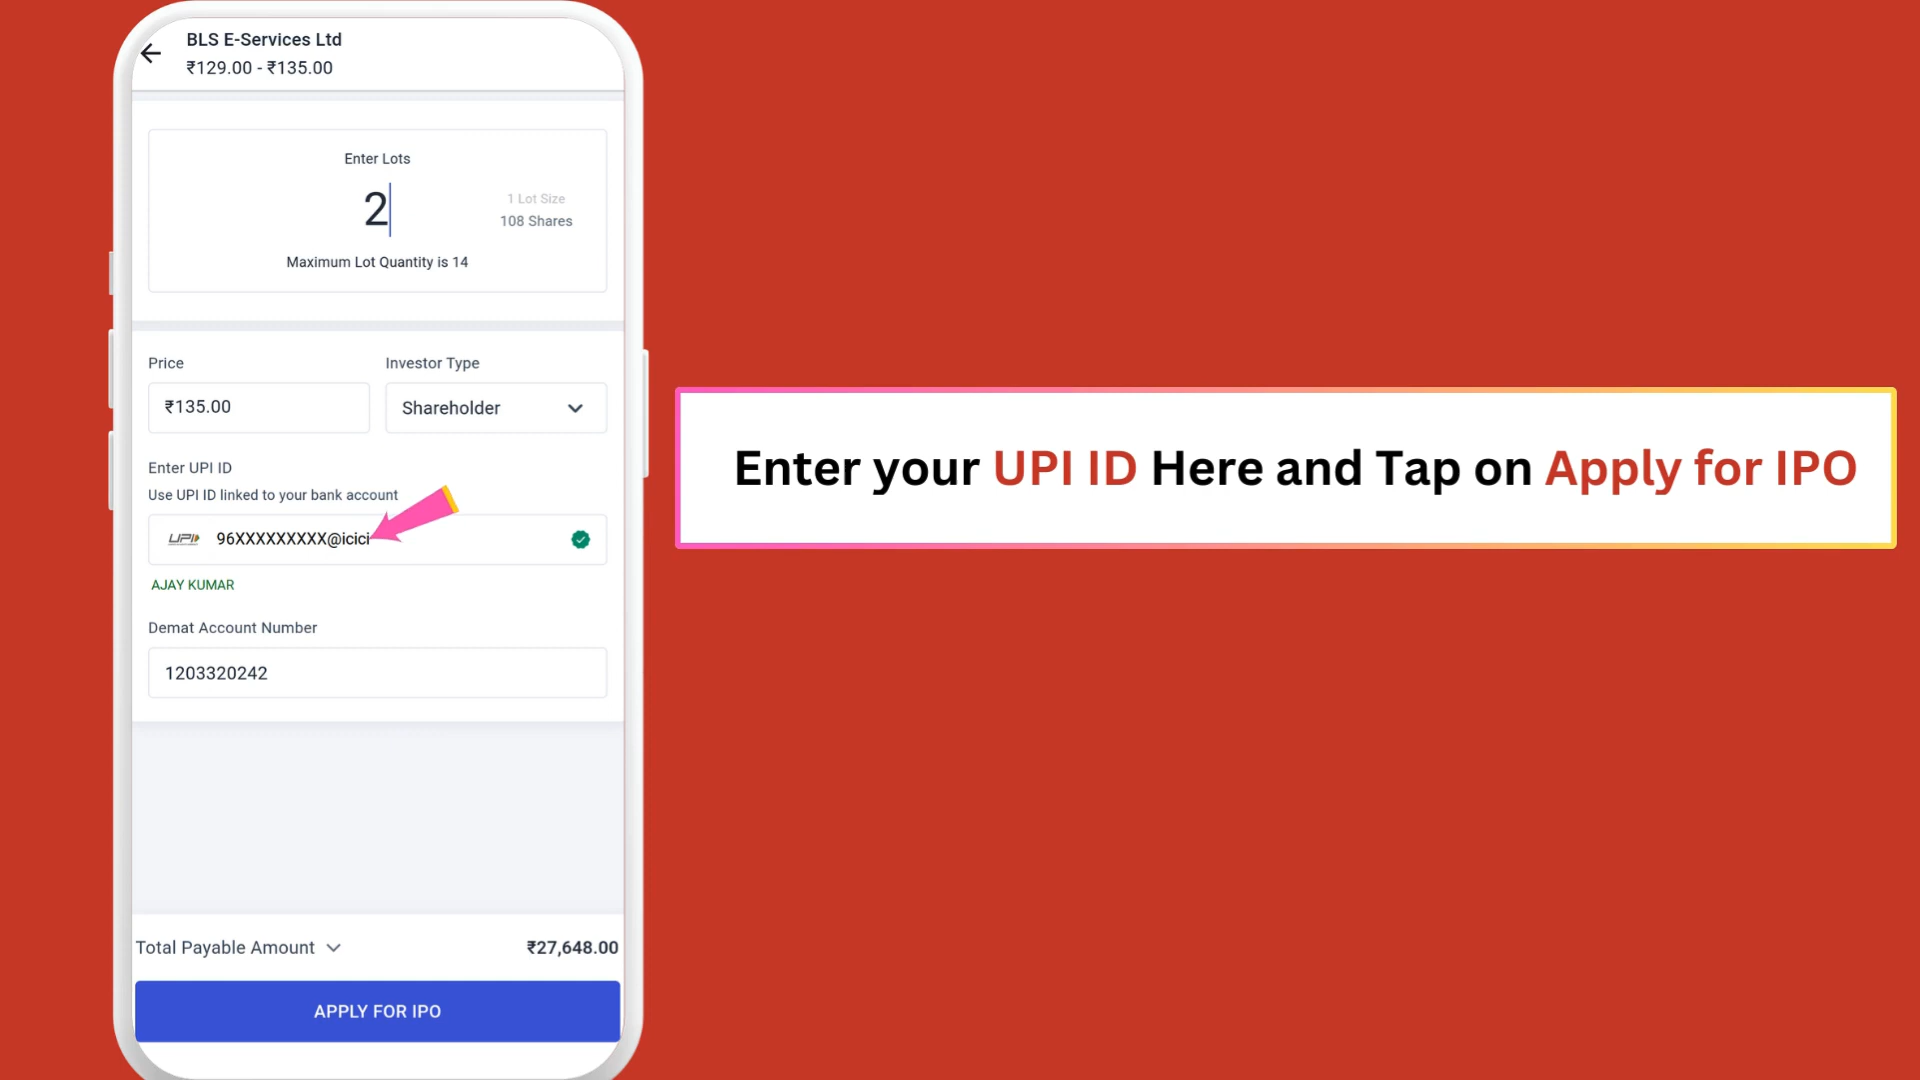 BLS E-Services Ltd
₹129.00 - ₹135.00
Enter Lots
2
1 Lot Size
108 Shares
Maximum Lot Quantity is 14
Price
Investor Type
₹135.00
Shareholder
Enter UPI ID
Use UPI ID linked to your bank account
UPI 96XXXXXXXXX@icici
AJAY KUMAR
Demat Account Number
1203320242
Total Payable Amount
₹27,648.00
APPLY FOR IPO
Enter your UPI ID Here and Tap on Apply for IPO